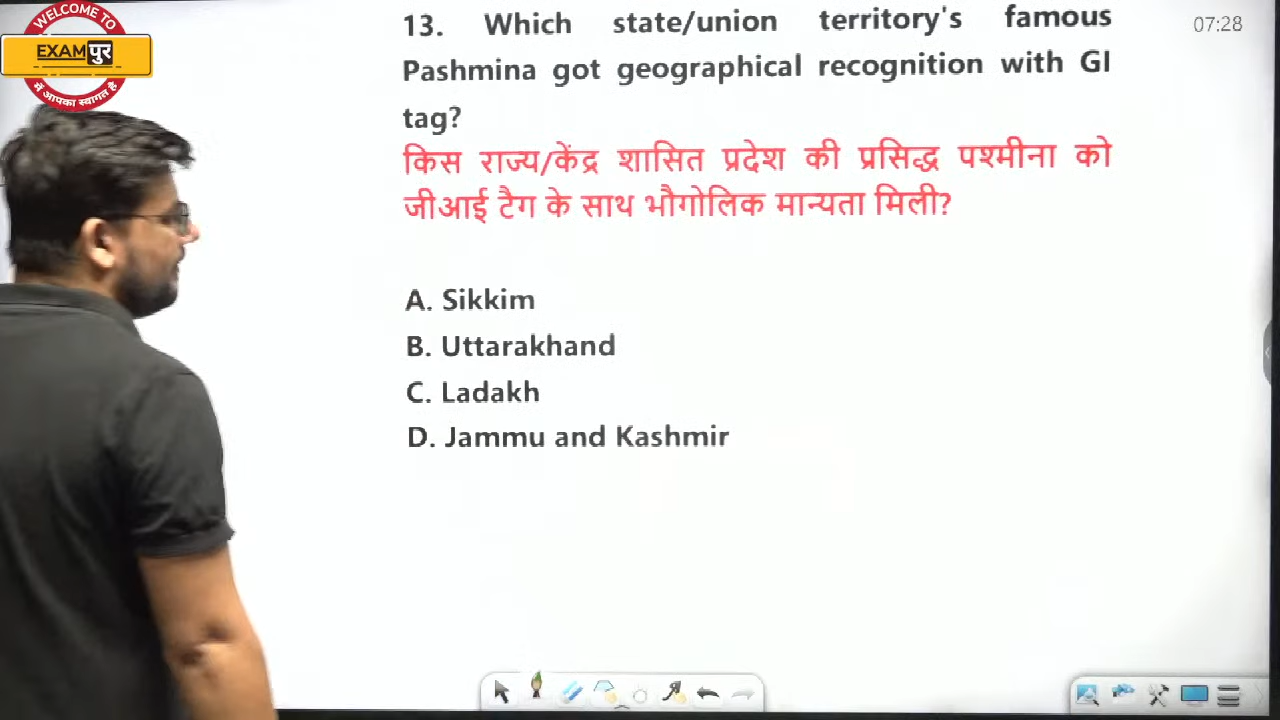 WELCOME TO
EXAMपुर
में आपका स्वागत है
07:28
13. Which state/union territory's famous
Pashmina got geographical recognition with GI
tag?
किस राज्य/केंद्र शासित प्रदेश की प्रसिद्ध पश्मीना को
जीआई टैग के साथ भौगोलिक मान्यता मिली?
A. Sikkim
B. Uttarakhand
C. Ladakh
D. Jammu and Kashmir